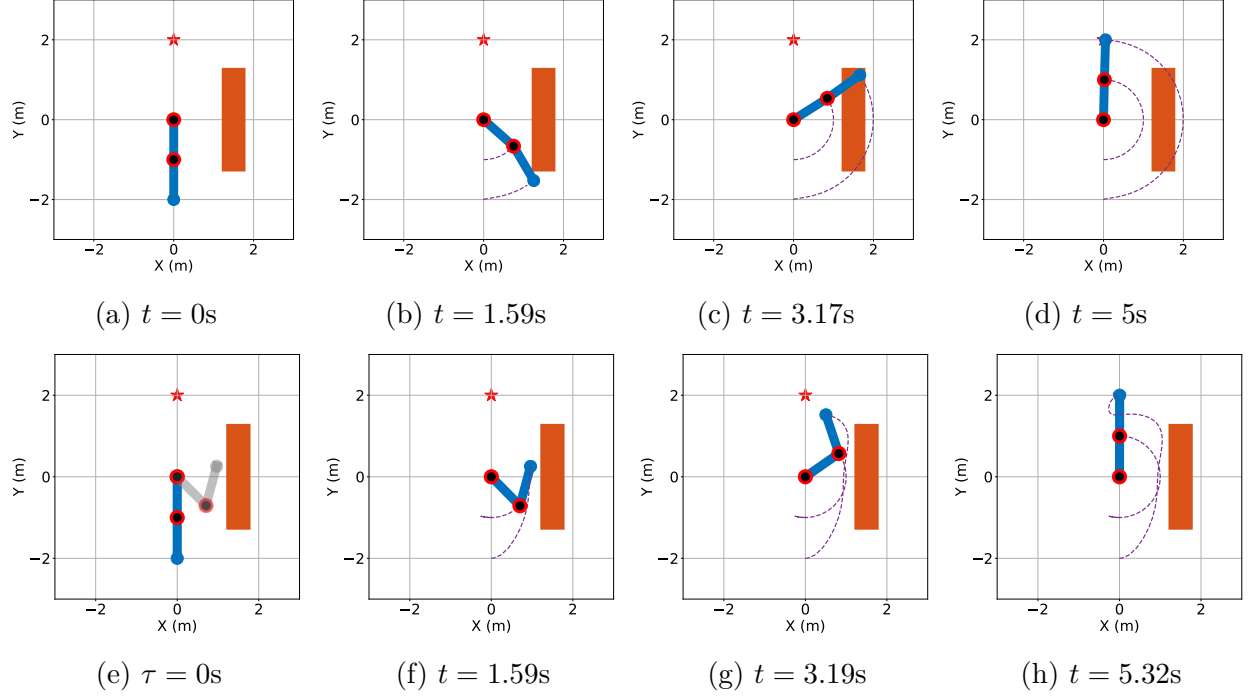 2
0
−2
Y (m)
−2
0
2
X (m)
2
0
−2
Y (m)
−2
0
2
X (m)
2
0
−2
Y (m)
−2
0
2
X (m)
2
0
−2
Y (m)
−2
0
2
X (m)
(a) t = 0s
(b) t = 1.59s
(c) t = 3.17s
(d) t = 5s
2
0
−2
Y (m)
−2
0
2
X (m)
2
0
−2
Y (m)
−2
0
2
X (m)
2
0
−2
Y (m)
−2
0
2
X (m)
2
0
−2
Y (m)
−2
0
2
X (m)
(e) τ = 0s
(f) t = 1.59s
(g) t = 3.19s
(h) t = 5.32s